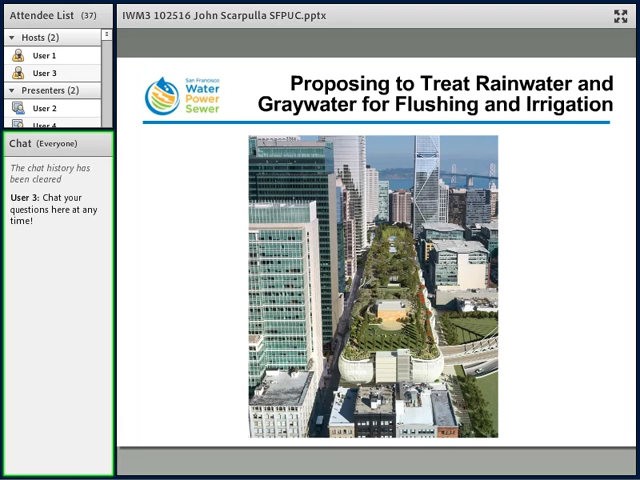 Attendee List (37)
Hosts (2)
User 1
User 3
Presenters (2)
User 2
User 4
Chat (Everyone)
The chat history has
been cleared
User 3: Chat your
questions here at any
time!
IWM3 102516 John Scarpulla SFPUC.pptx
San Francisco
Water
Power
Sewer
Proposing to Treat Rainwater and
Graywater for Flushing and Irrigation